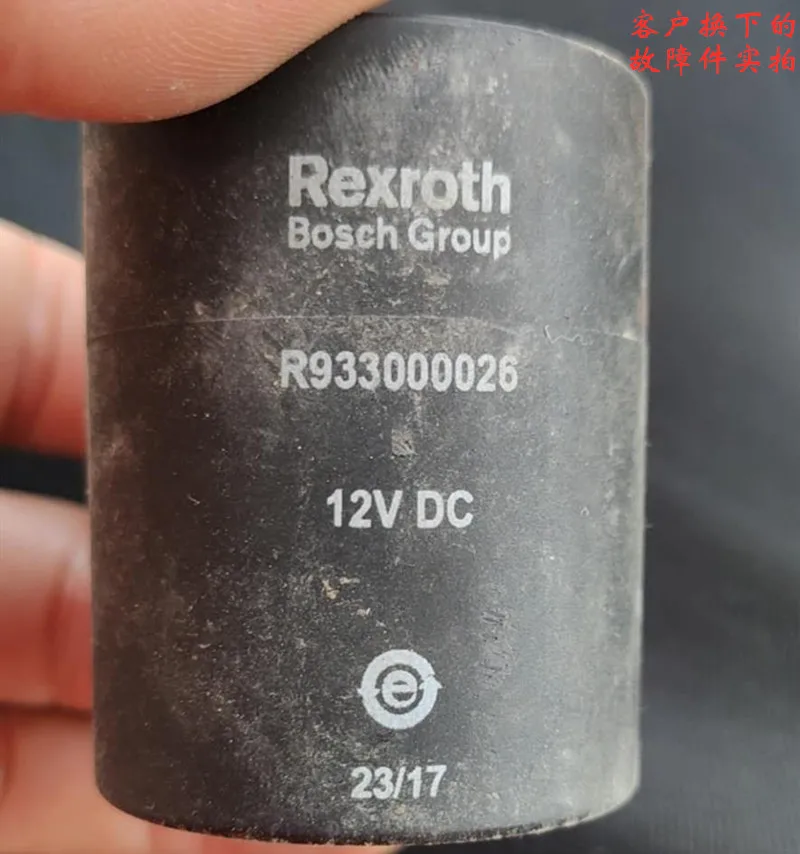 客户换下的
故障件实拍
Rexroth
Bosch Group
R933000026
12V DC
e
23/17